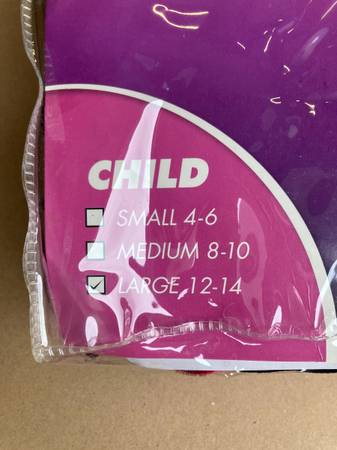 CHILD
SMALL 4-6
MEDIUM 8-10
LARGE 12-14